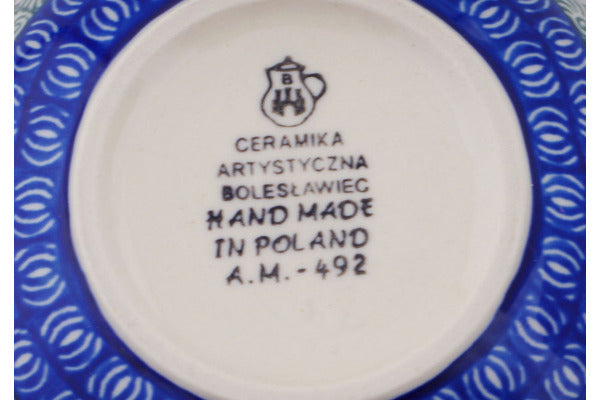 B
CERAMIKA
ARTYSTYCZNA
BOLESŁAWIEC
HAND MADE
IN POLAND
A.M.-492